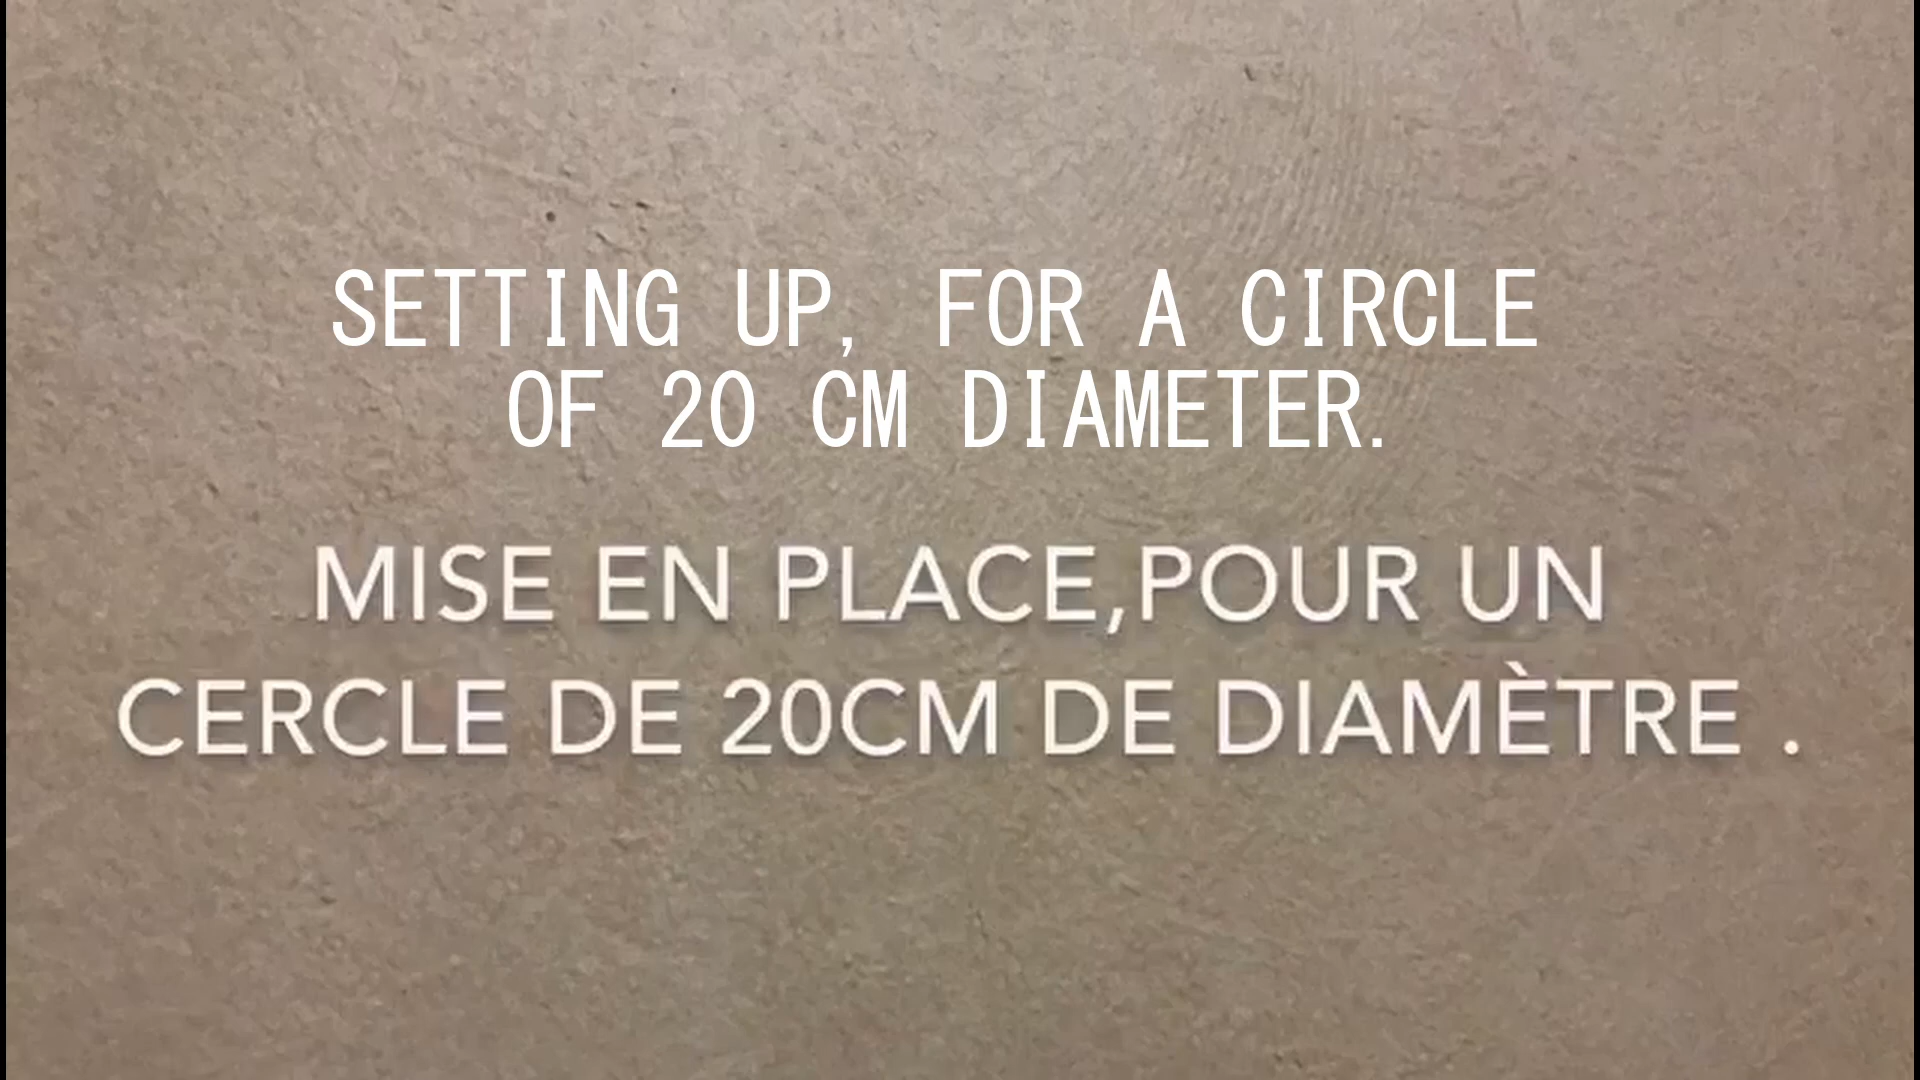 SETTING UP, FOR A CIRCLE
OF 20 CM DIAMETER.
MISE EN PLACE,POUR UN
CERCLE DE 20CM DE DIAMÈTRE .